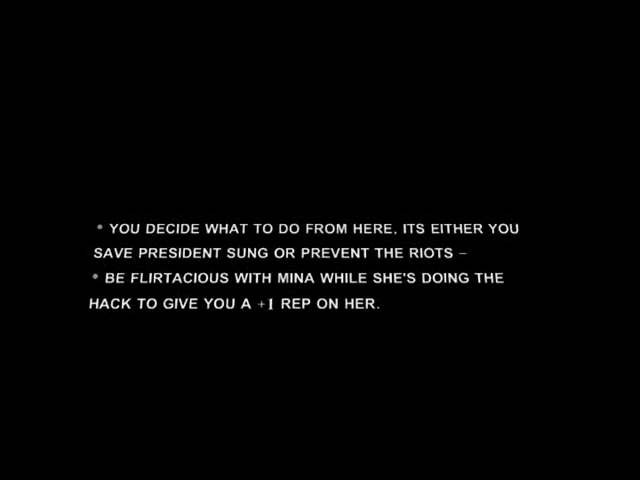 * YOU DECIDE WHAT TO DO FROM HERE, ITS EITHER YOU
SAVE PRESIDENT SUNG OR PREVENT THE RIOTS –
* BE FLIRTACIOUS WITH MINA WHILE SHE'S DOING THE
HACK TO GIVE YOU A +1 REP ON HER.